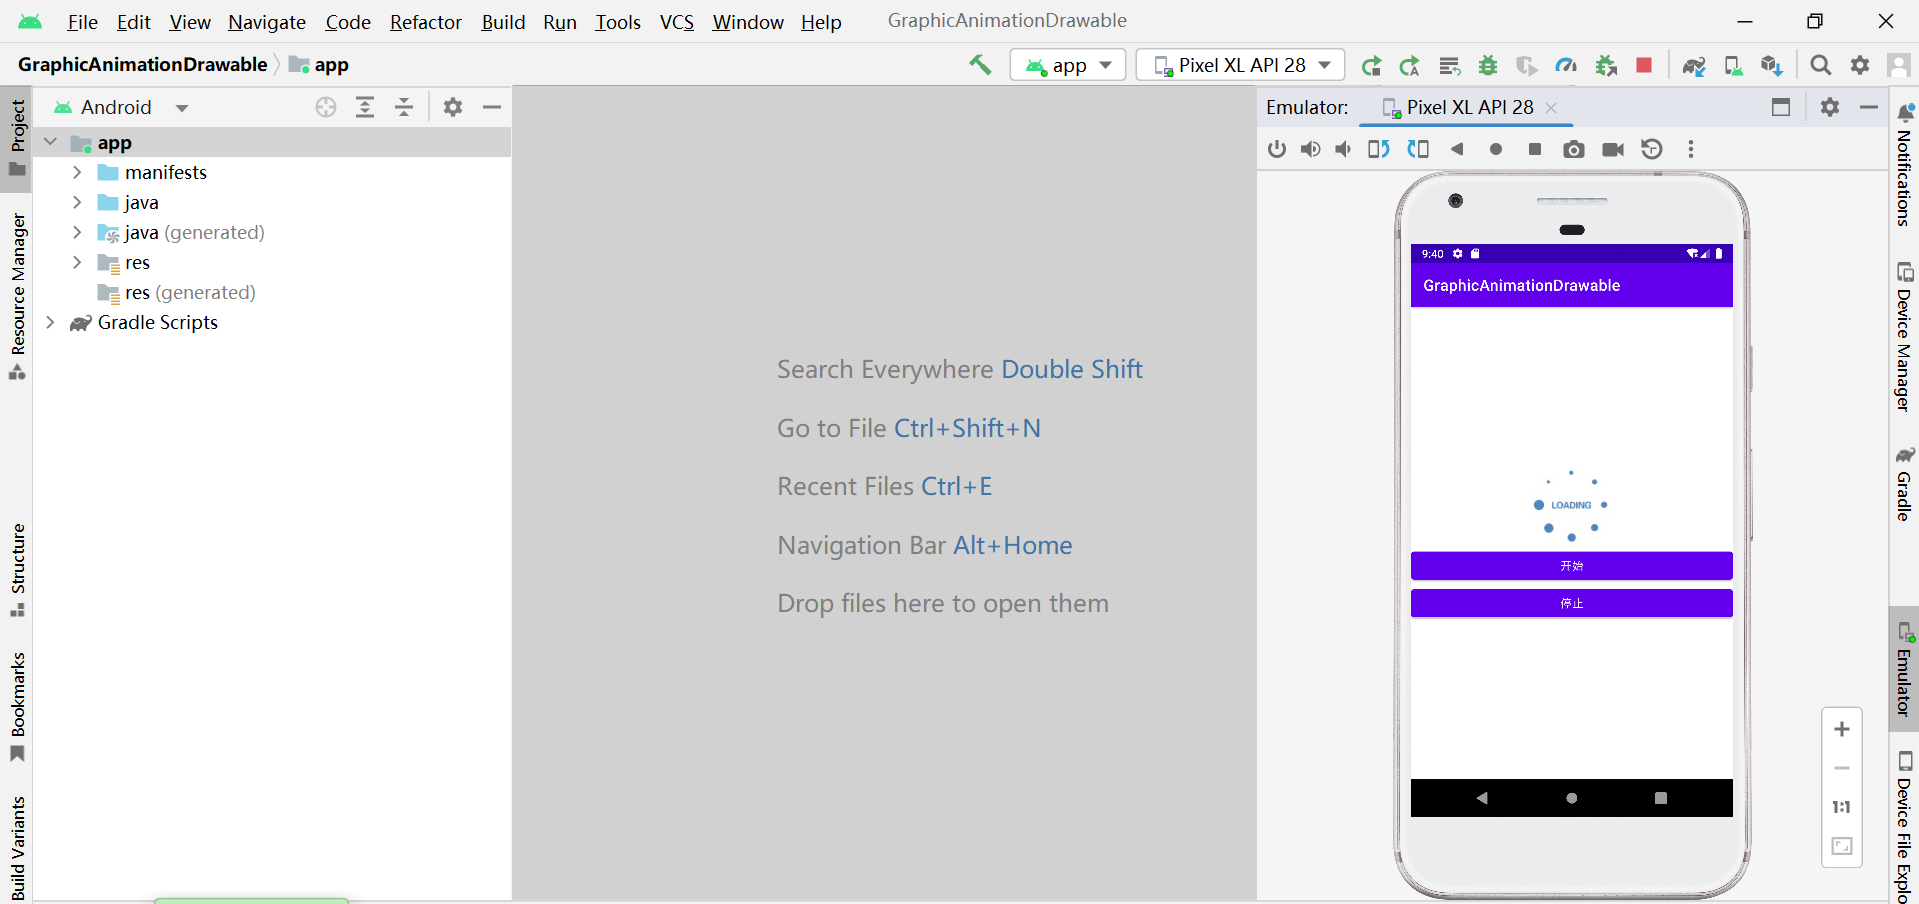 File Edit View Navigate Code Refactor Build Run Tools VCS Window Help GraphicAnimationDrawable
GraphicAnimationDrawable app
app Pixel XL API 28
Android
app
manifests
java
java (generated)
res
res (generated)
Gradle Scripts
Project
Resource Manager
Structure
Bookmarks
Build Variants
Search Everywhere Double Shift
Go to File Ctrl+Shift+N
Recent Files Ctrl+E
Navigation Bar Alt+Home
Drop files here to open them
Emulator: Pixel XL API 28
9:40
GraphicAnimationDrawable
LOADING
开始
停止
1:1
Notifications
Device Manager
Gradle
Emulator
Device File Explo